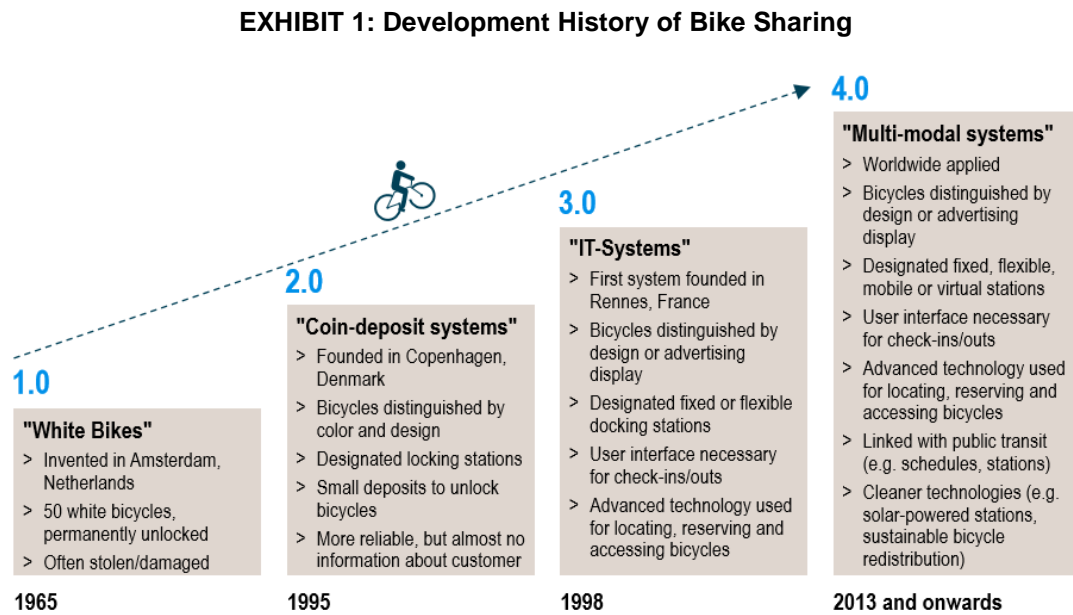 EXHIBIT 1: Development History of Bike Sharing
1.0
"White Bikes"
> Invented in Amsterdam,
Netherlands
> 50 white bicycles,
permanently unlocked
> Often stolen/damaged
1965
2.0
"Coin-deposit systems"
> Founded in Copenhagen,
Denmark
> Bicycles distinguished by
color and design
> Designated locking stations
> Small deposits to unlock
bicycles
> More reliable, but almost no
information about customer
1995
3.0
"IT-Systems"
> First system founded in
Rennes, France
> Bicycles distinguished by
design or advertising
display
> Designated fixed or flexible
docking stations
> User interface necessary
for check-ins/outs
> Advanced technology used
for locating, reserving and
accessing bicycles
1998
4.0
"Multi-modal systems"
> Worldwide applied
> Bicycles distinguished by
design or advertising
display
> Designated fixed, flexible,
mobile or virtual stations
> User interface necessary
for check-ins/outs
> Advanced technology used
for locating, reserving and
accessing bicycles
> Linked with public transit
(e.g. schedules, stations)
> Cleaner technologies (e.g.
solar-powered stations,
sustainable bicycle
redistribution)
2013 and onwards